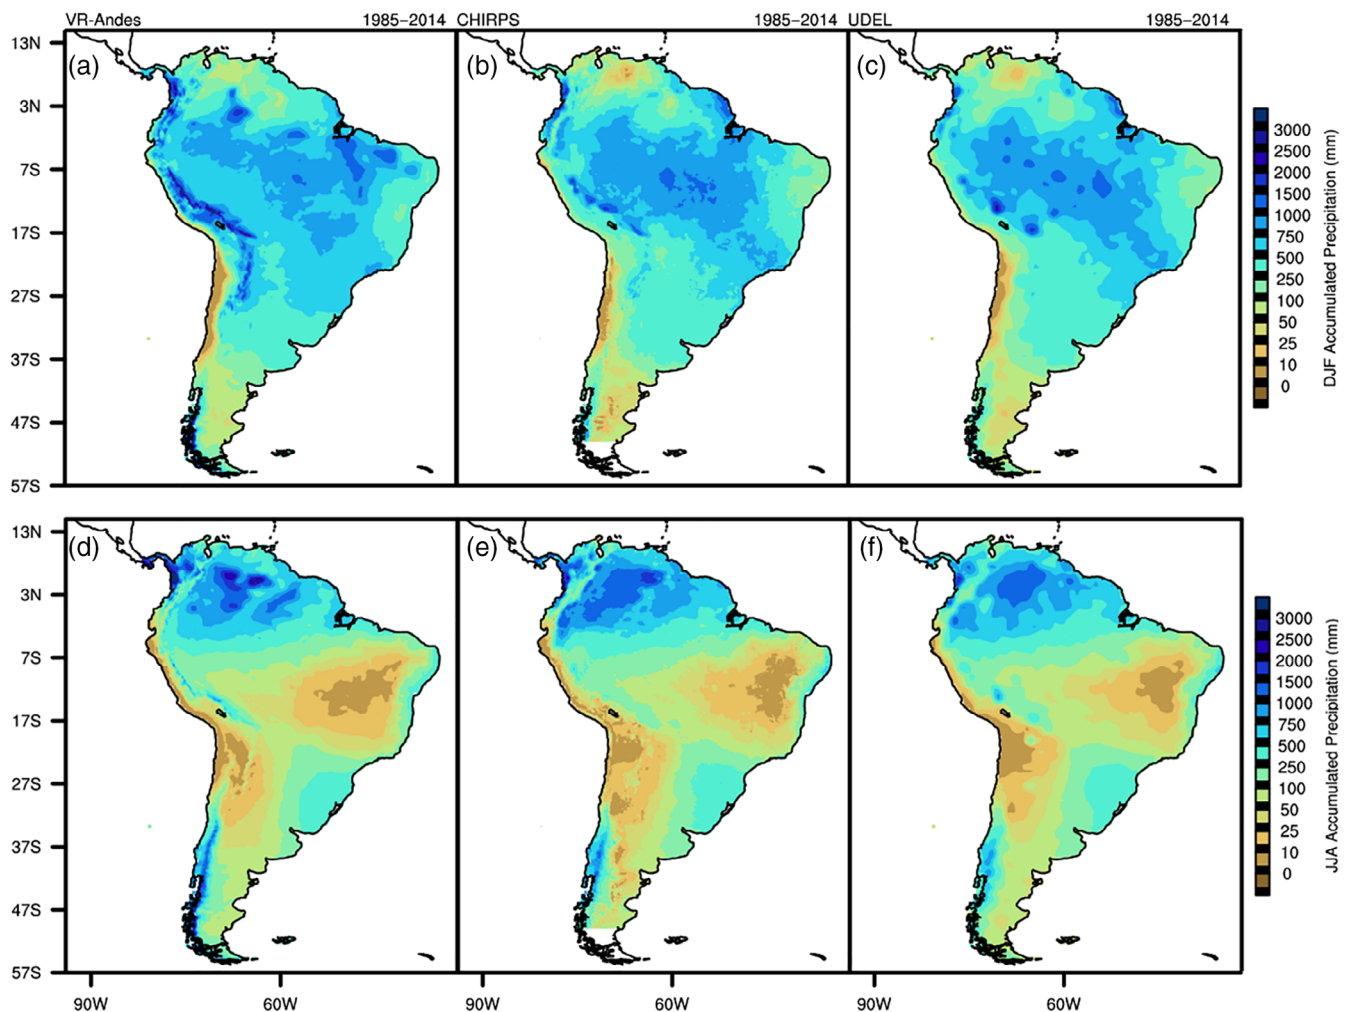 VR-Andes 1985–2014 CHIRPS 1985–2014 UDEL 1985–2014
13N
3N
7S
17S
27S
37S
47S
57S
(a)
(b)
(c)
3000
2500
2000
1500
1000
750
500
250
100
50
25
10
0
DJF Accumulated Precipitation (mm)
13N
3N
7S
17S
27S
37S
47S
57S
(d)
(e)
(f)
3000
2500
2000
1500
1000
750
500
250
100
50
25
10
0
JJA Accumulated Precipitation (mm)
90W 60W 90W 60W 90W 60W